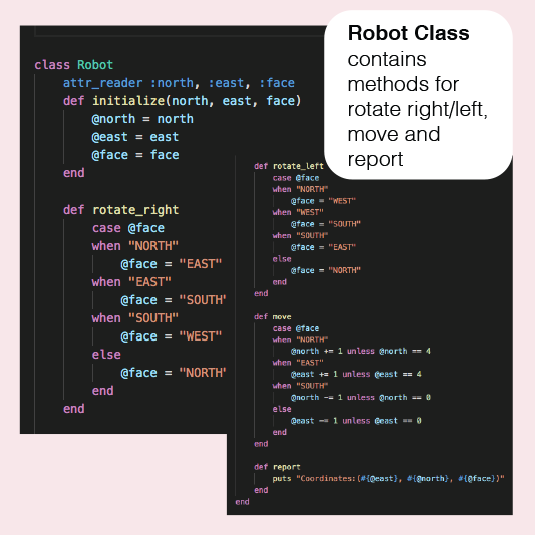 Robot Class
contains
methods for
rotate right/left,
move and
report
class Robot
attr_reader :north, :east, :face
def initialize(north, east, face)
@north = north
@east = east
@face = face
end
def rotate_right
case @face
when "NORTH"
@face = "EAST"
when "EAST"
@face = "SOUTH"
when "SOUTH"
@face = "WEST"
else
@face = "NORTH"
end
end
def rotate_left
case @face
when "NORTH"
@face = "WEST"
when "WEST"
@face = "SOUTH"
when "SOUTH"
@face = "EAST"
else
@face = "NORTH"
end
end
def move
case @face
when "NORTH"
@north += 1 unless @north == 4
when "EAST"
@east += 1 unless @east == 4
when "SOUTH"
@north -= 1 unless @north == 0
else
@east -= 1 unless @east == 0
end
end
def report
puts "Coordinates:(#{@east}, #{@north}, #{@face})"
end
end